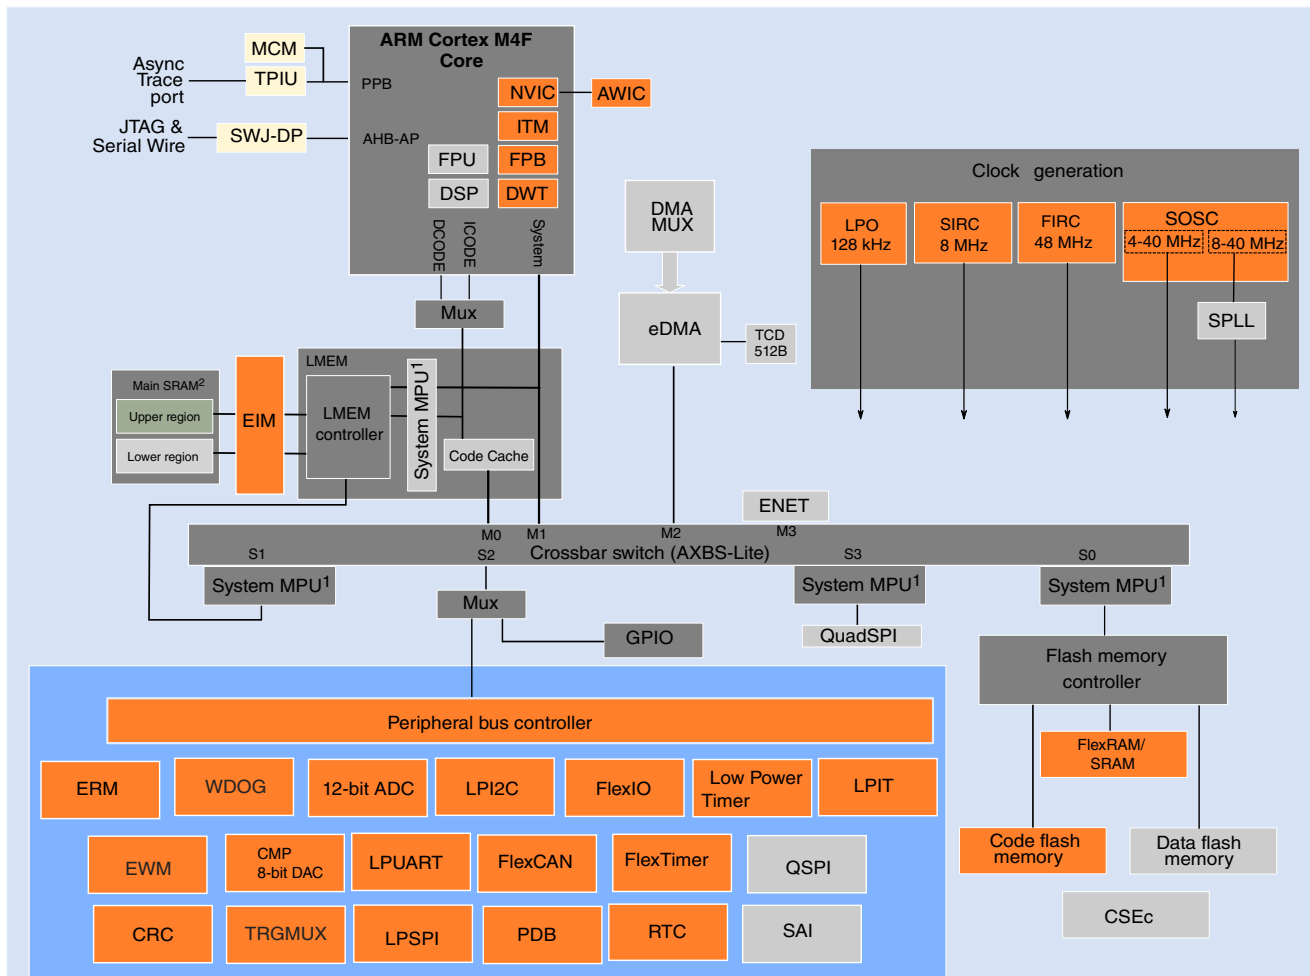 ARM Cortex M4F
Core
MCM
Async
Trace
port
TPIU
PPB
NVIC
AWIC
JTAG &
Serial Wire
SWJ-DP
AHB-AP
ITM
FPU
FPB
DSP
DWT
DCODE
ICODE
System
Mux
DMA
MUX
eDMA
TCD
512B
Clock generation
LPO
128 kHz
SIRC
8 MHz
FIRC
48 MHz
SOSC
4-40 MHz
8-40 MHz
SPLL
Main SRAM2
Upper region
Lower region
EIM
LMEM
LMEM
controller
System MPU1
Code Cache
ENET
M0
M1
M2
M3
Crossbar switch (AXBS-Lite)
S1
S2
S3
S0
System MPU1
Mux
System MPU1
System MPU1
GPIO
QuadSPI
Flash memory
controller
Peripheral bus controller
FlexRAM/
SRAM
ERM
WDOG
12-bit ADC
LPI2C
FlexIO
Low Power
Timer
LPIT
EWM
CMP
8-bit DAC
LPUART
FlexCAN
FlexTimer
QSPI
Code flash
memory
Data flash
memory
CRC
TRGMUX
LPSPI
PDB
RTC
SAI
CSEc